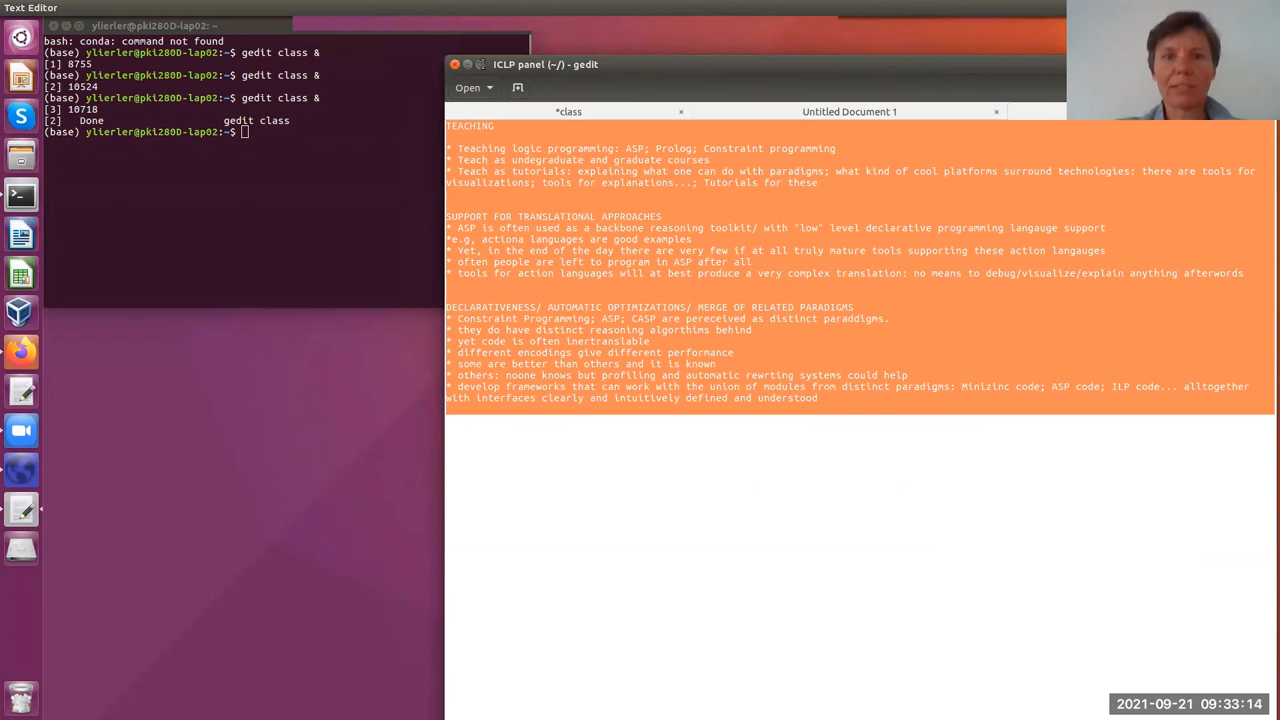 Text Editor
ylierler@pki280D-lap02: ~
bash: conda: command not found
(base) ylierler@pki280D-lap02:~$ gedit class &
[1] 8755
(base) ylierler@pki280D-lap02:~$ gedit class &
[2] 10524
(base) ylierler@pki280D-lap02:~$ gedit class &
[3] 10718
[2]   Done                    gedit class
(base) ylierler@pki280D-lap02:~$
ICLP panel (~/) - gedit
Open
*class
Untitled Document 1
TEACHING
* Teaching logic programming: ASP; Prolog; Constraint programming
* Teach as undegraduate and graduate courses
* Teach as tutorials: explaining what one can do with paradigms; what kind of cool platforms surround technologies: there are tools for
visualizations; tools for explanations...; Tutorials for these
SUPPORT FOR TRANSLATIONAL APPROACHES
* ASP is often used as a backbone reasoning toolkit/ with "low" level declarative programming langauge support
*e.g, actiona languages are good examples
* Yet, in the end of the day there are very few if at all truly mature tools supporting these action langauges
* often people are left to program in ASP after all
* tools for action languages will at best produce a very complex translation: no means to debug/visualize/explain anything afterwords
DECLARATIVENESS/ AUTOMATIC OPTIMIZATIONS/ MERGE OF RELATED PARADIGMS
* Constraint Programming; ASP; CASP are pereceived as distinct paraddigms.
* they do have distinct reasoning algorthims behind
* yet code is often inertranslable
* different encodings give different performance
* some are better than others and it is known
* others: noone knows but profiling and automatic rewrting systems could help
* develop frameworks that can work with the union of modules from distinct paradigms: Minizinc code; ASP code; ILP code... alltogether
with interfaces clearly and intuitively defined and understood
2021-09-21 09:33:14